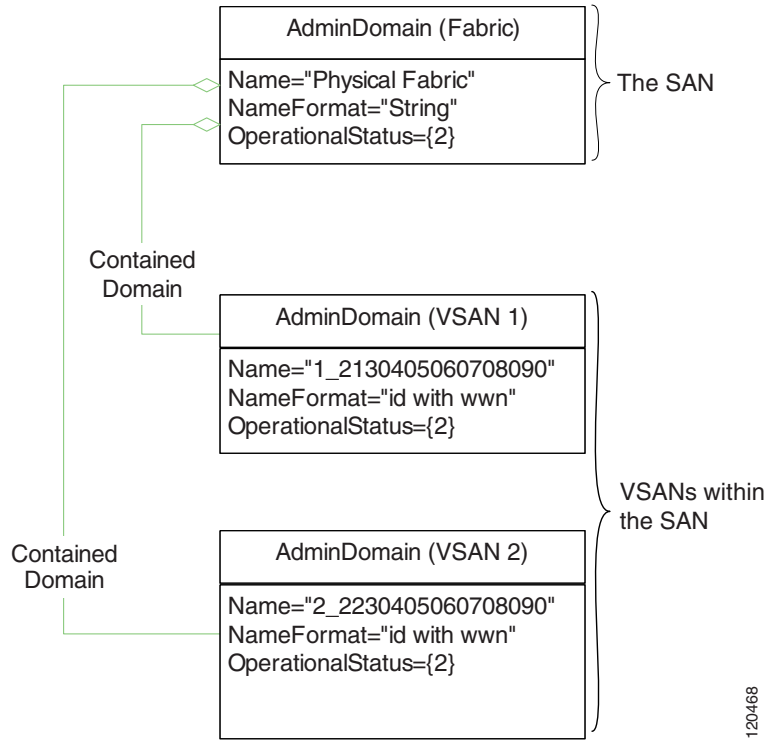 AdminDomain (Fabric)
Name="Physical Fabric"
NameFormat="String"
OperationalStatus={2}
The SAN
Contained
Domain
AdminDomain (VSAN 1)
Name="1_2130405060708090"
NameFormat="id with wwn"
OperationalStatus={2}
VSANs within
the SAN
Contained
Domain
AdminDomain (VSAN 2)
Name="2_2230405060708090"
NameFormat="id with wwn"
OperationalStatus={2}
120468